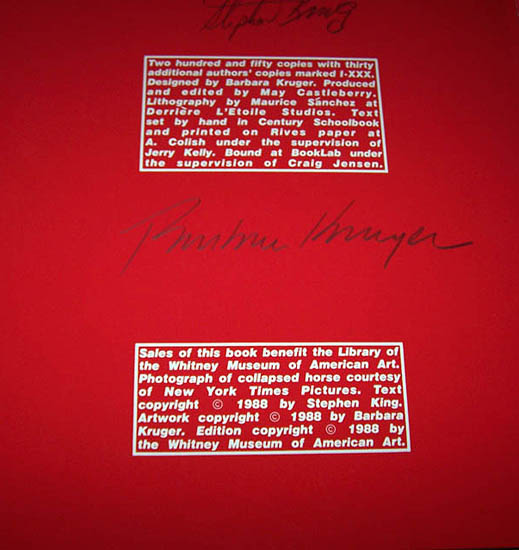 Stephen King
Two hundred and fifty copies with thirty
additional authors' copies marked I-XXX.
Designed by Barbara Kruger. Produced
and edited by May Castleberry.
Lithography by Maurice Sánchez at
Derrière L'Etoile Studios. Text
set by hand in Century Schoolbook
and printed on Rives paper at
A. Colish under the supervision of
Jerry Kelly. Bound at BookLab under
the supervision of Craig Jensen.
Barbara Kruger
Sales of this book benefit the Library of
the Whitney Museum of American Art.
Photograph of collapsed horse courtesy
of New York Times Pictures. Text
copyright © 1988 by Stephen King.
Artwork copyright © 1988 by Barbara
Kruger. Edition copyright © 1988 by
the Whitney Museum of American Art.